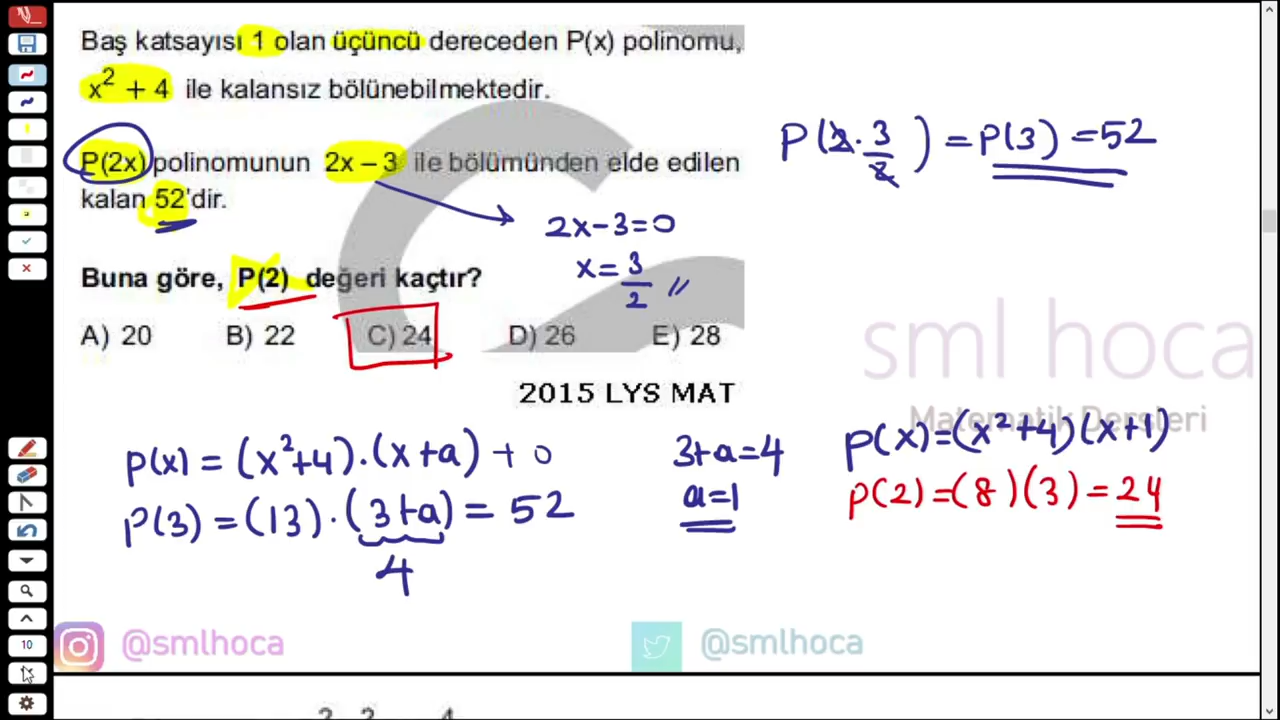 Baş katsayısı 1 olan üçüncü dereceden P(x) polinomu,
x² + 4 ile kalansız bölünebilmektedir.
P(2x) polinomunun 2x – 3 ile bölümünden elde edilen
kalan 52'dir.
2x-3=0
x=3/2 //
P(2·3/2) = P(3) = 52
Buna göre, P(2) değeri kaçtır?
A) 20 B) 22 C) 24 D) 26 E) 28
2015 LYS MAT
sml hoca
Matematik Dersleri
P(x) = (x²+4)·(x+a) + 0
P(3) = (13)·(3+a) = 52
4
3+a=4
a=1
P(x)=(x²+4)(x+1)
P(2)=(8)(3)=24
@smlhoca
@smlhoca
10